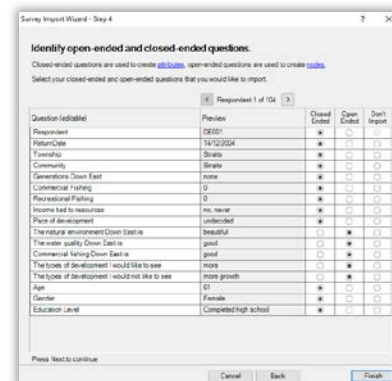 Survey Import Wizard - Step 4 ? X
Identify open-ended and closed-ended questions.
Closed-ended questions are used to create attributes, open-ended questions are used to create nodes.
Select your closed-ended and open-ended questions that you would like to import.
< Respondent 1 of 104 >
Question (editable) Preview Closed Ended Open Ended Don't Import
Respondent DE001
ReturnDate 14/12/2004
Township Straits
Community Straits
Generations Down East none
Commercial Fishing 0
Recreational Fishing 0
Income tied to resources no, never
Pace of development undecided
The natural environment Down East is beautiful
The water quality Down East is good
Commercial fishing Down East is good
The types of development I would like to see more
The types of development I would not like to see more growth
Age 61
Gender Female
Education Level Completed high school
Press Next to continue
Cancel Back Finish